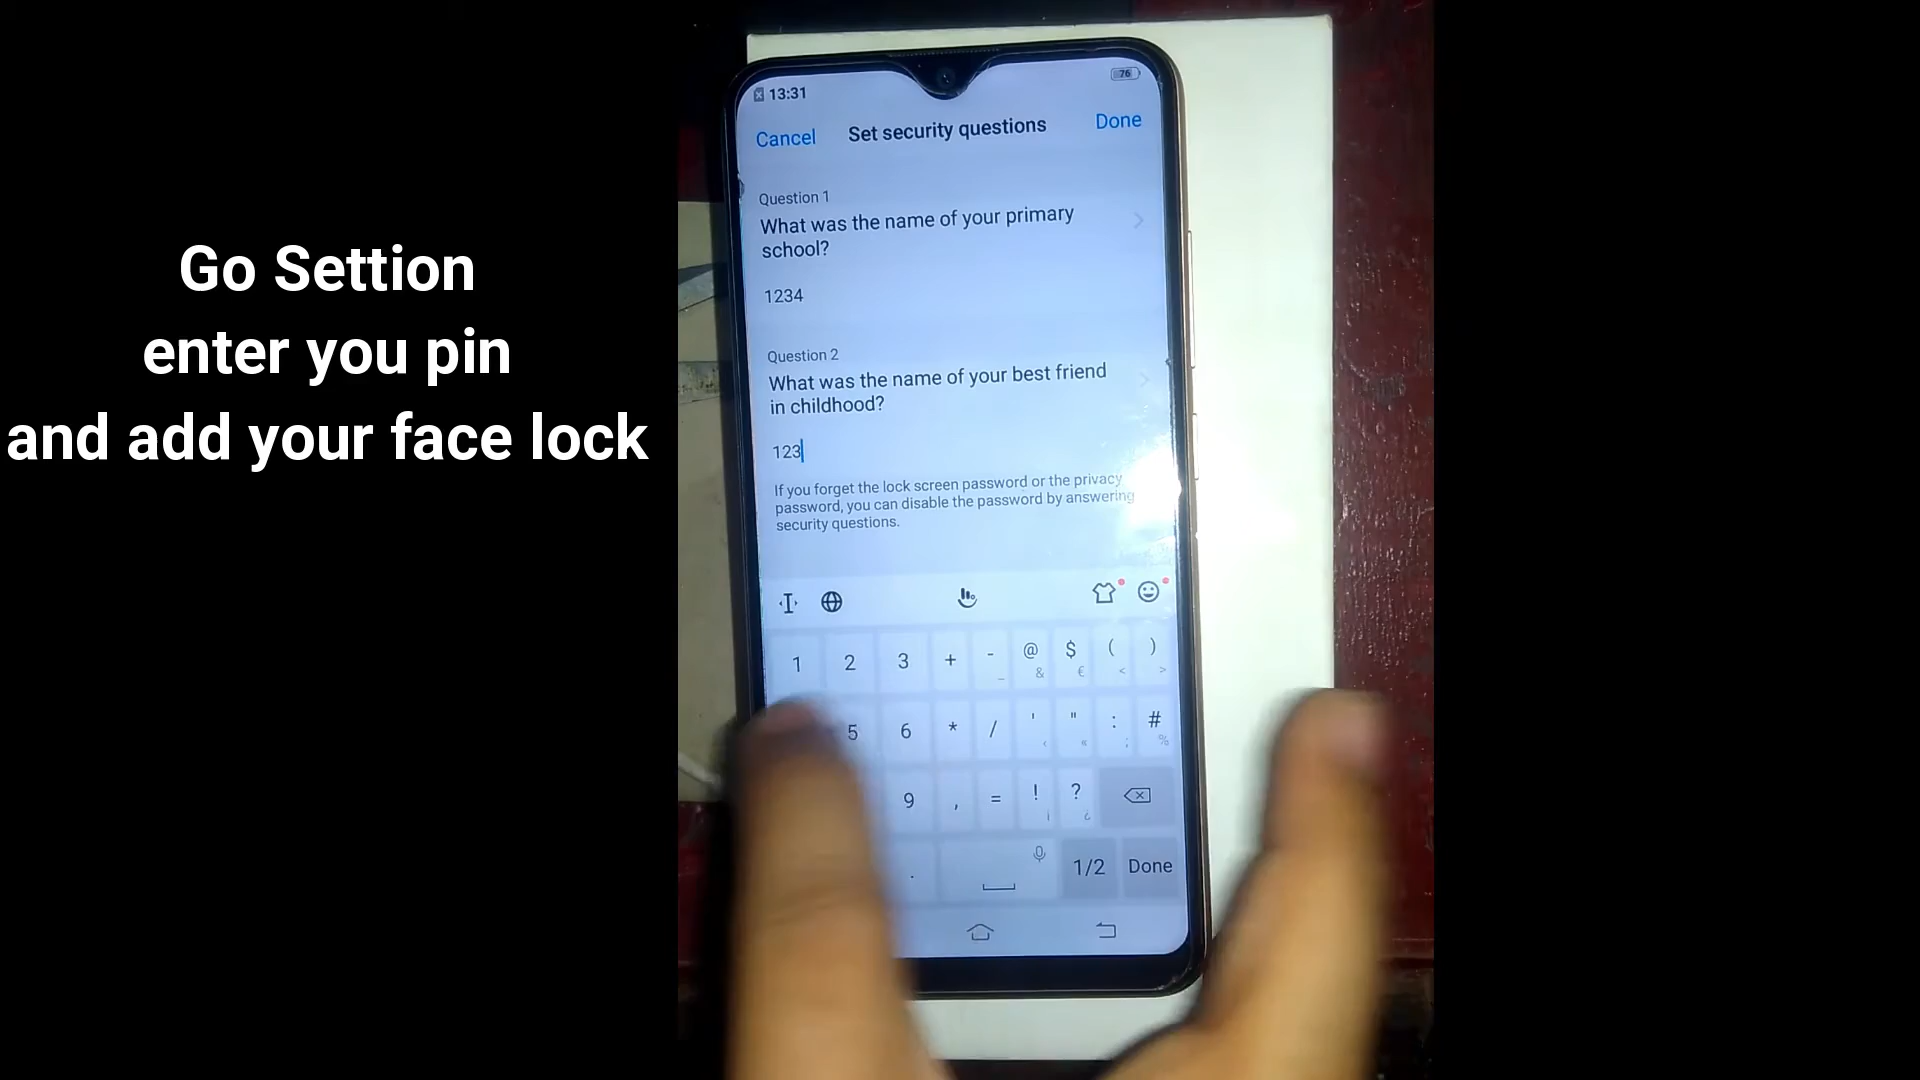 Go Settion
enter you pin
and add your face lock
13:31
76
Cancel
Set security questions
Done
Question 1
What was the name of your primary
school?
1234
Question 2
What was the name of your best friend
in childhood?
123
If you forget the lock screen password or the privacy
password, you can disable the password by answering
security questions.
1 2 3 + - @ $ ( )
_ & € < >
5 6 * / ' " : #
‹ « ; %
9 , = ! ?
¡ ¿
. 1/2 Done